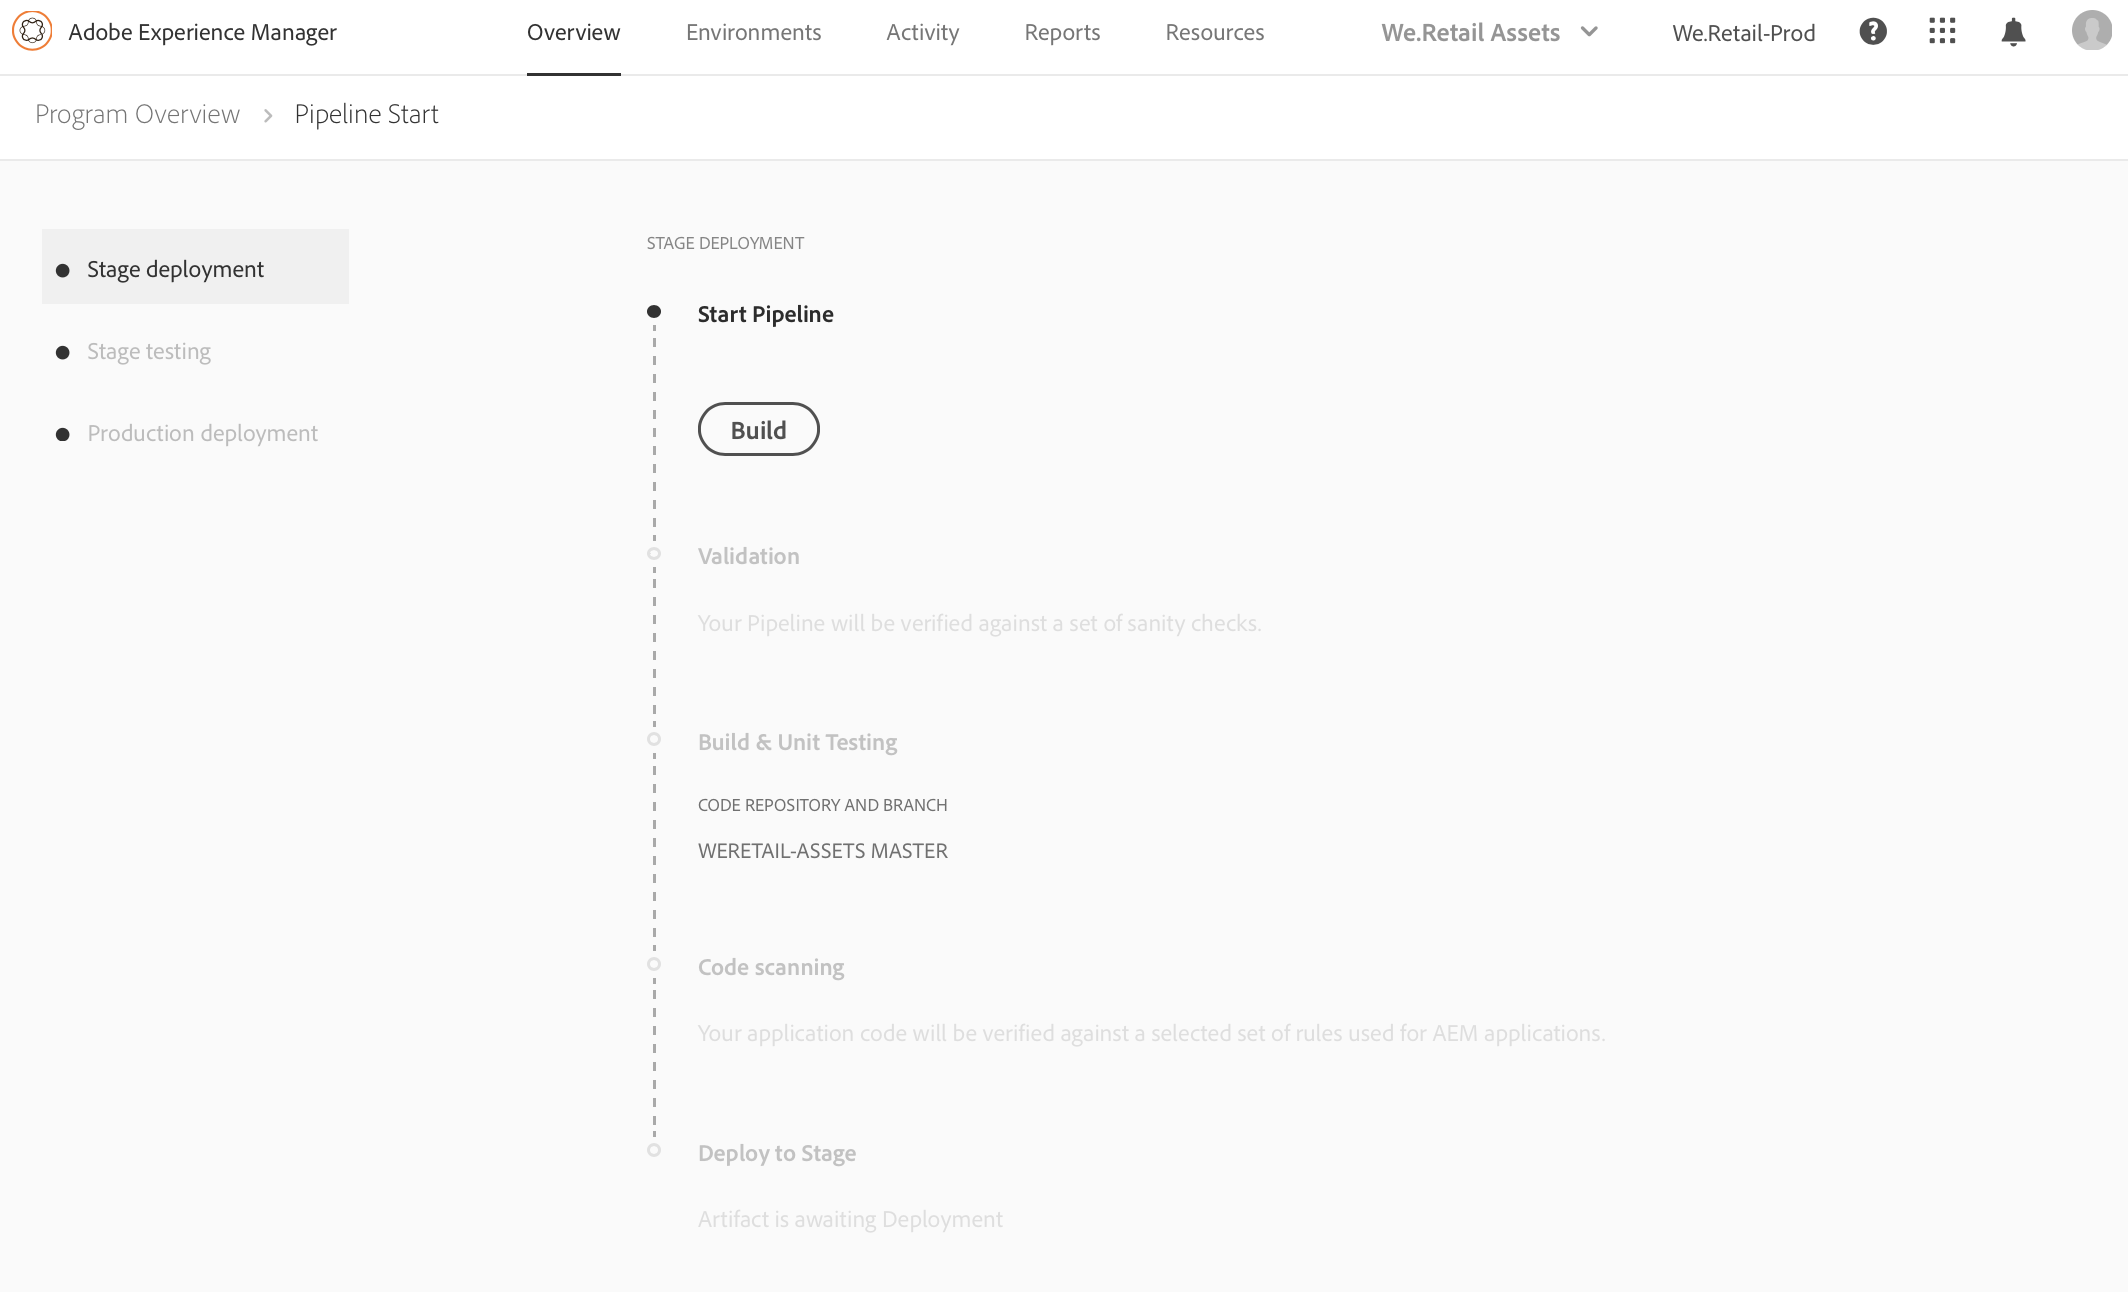 Adobe Experience Manager
Overview
Environments
Activity
Reports
Resources
We.Retail Assets
We.Retail-Prod
?
Program Overview > Pipeline Start
Stage deployment
Stage testing
Production deployment
STAGE DEPLOYMENT
Start Pipeline
Build
Validation
Your Pipeline will be verified against a set of sanity checks.
Build & Unit Testing
CODE REPOSITORY AND BRANCH
WERETAIL-ASSETS MASTER
Code scanning
Your application code will be verified against a selected set of rules used for AEM applications.
Deploy to Stage
Artifact is awaiting Deployment